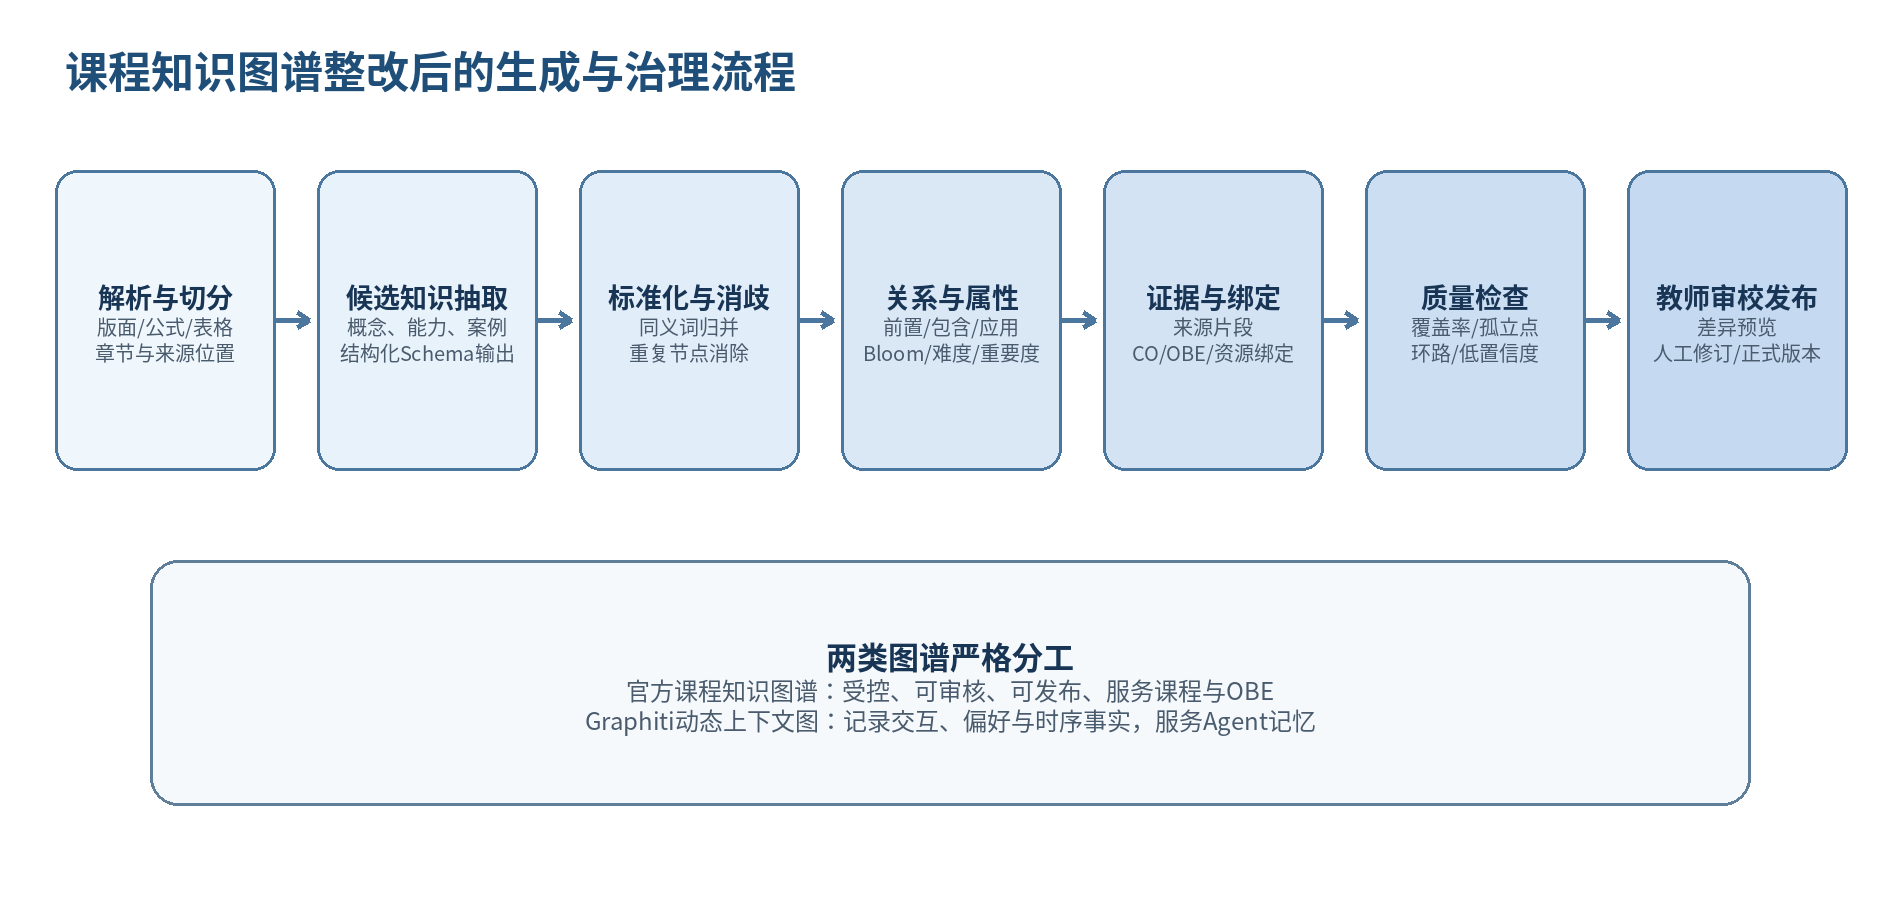 课程知识图谱整改后的生成与治理流程
解析与切分
版面/公式/表格
章节与来源位置
候选知识抽取
概念、能力、案例
结构化Schema输出
标准化与消歧
同义词归并
重复节点消除
关系与属性
前置/包含/应用
Bloom/难度/重要度
证据与绑定
来源片段
CO/OBE/资源绑定
质量检查
覆盖率/孤立点
环路/低置信度
教师审校发布
差异预览
人工修订/正式版本
两类图谱严格分工
官方课程知识图谱：受控、可审核、可发布、服务课程与OBE
Graphiti动态上下文图：记录交互、偏好与时序事实，服务Agent记忆